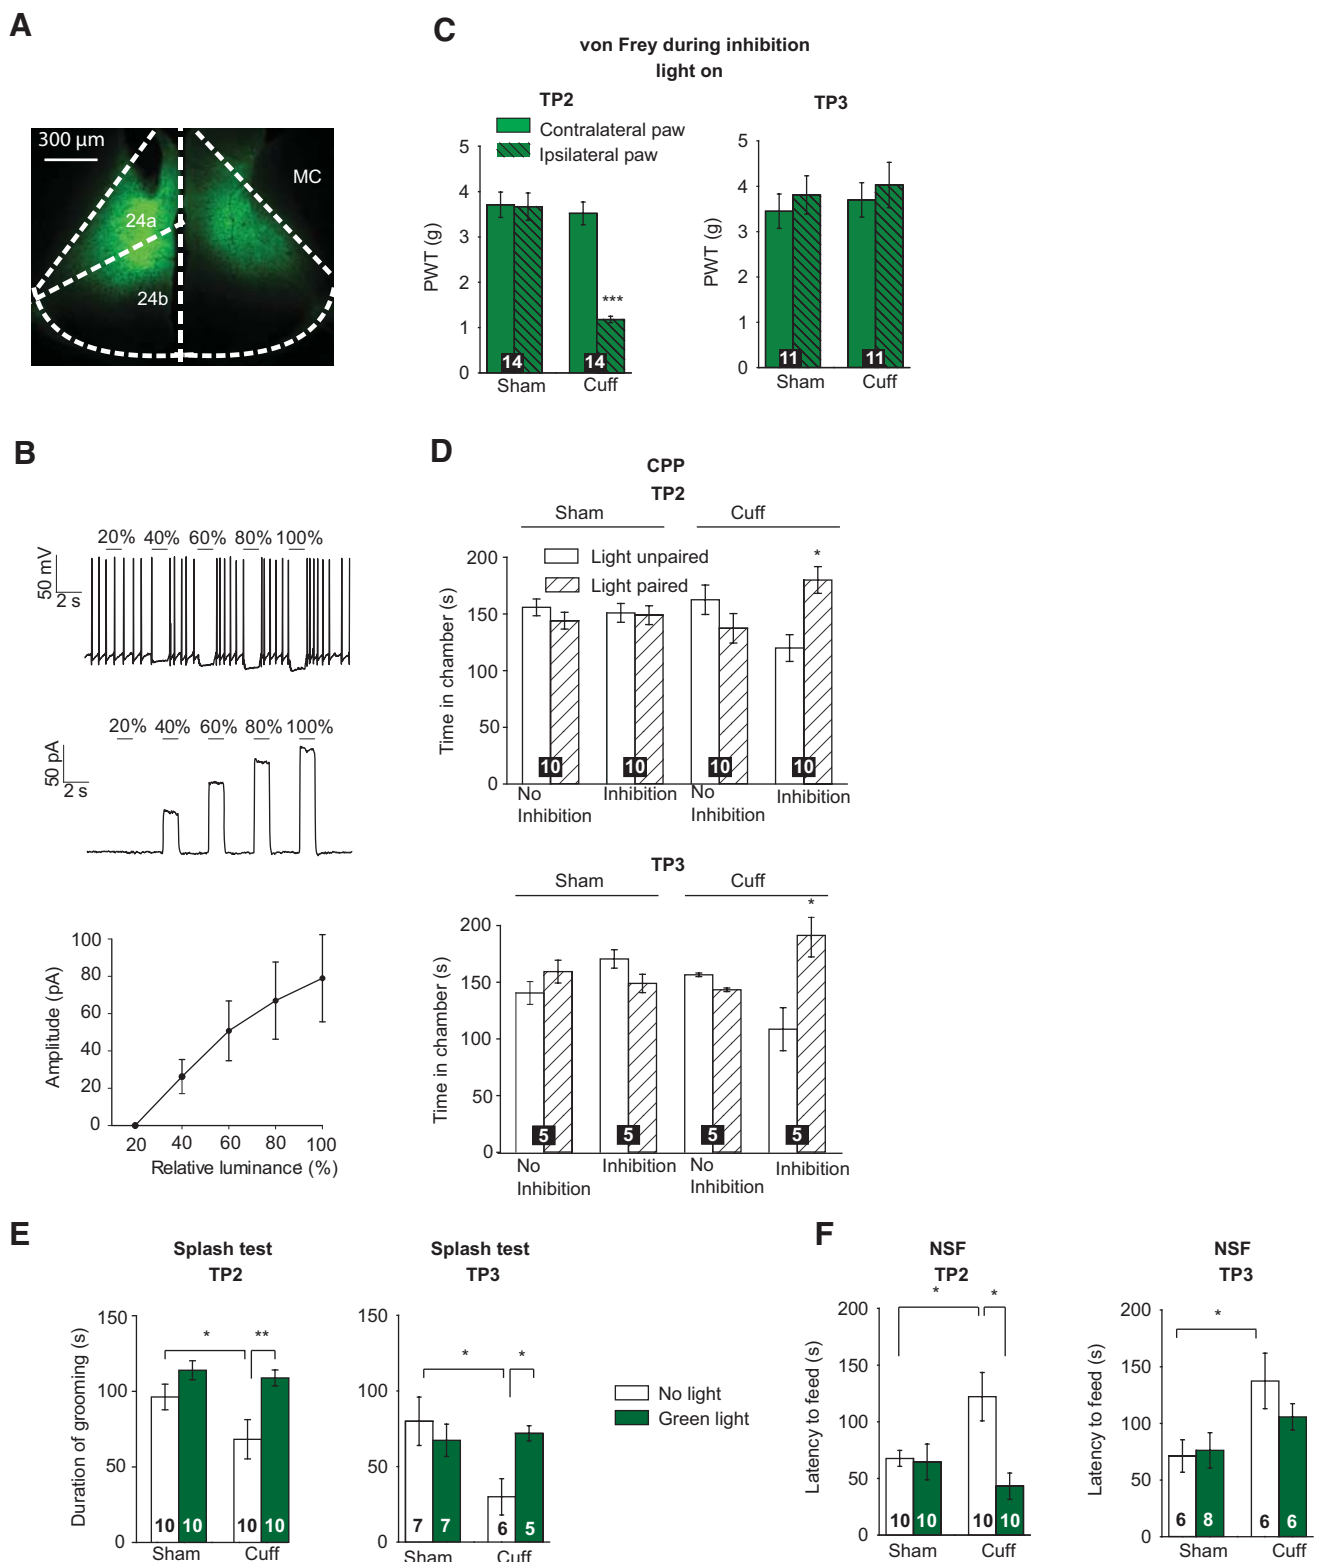 A
300 µm
MC
24a
24b
C
von Frey during inhibition
light on
TP2
TP3
Contralateral paw
Ipsilateral paw
PWT (g)
5
4
3
2
1
0
***
14
14
Sham
Cuff
PWT (g)
5
4
3
2
1
0
11
11
Sham
Cuff
B
20% 40% 60% 80% 100%
50 mV
2 s
20% 40% 60% 80% 100%
50 pA
2 s
Amplitude (pA)
100
80
60
40
20
0
20 40 60 80 100
Relative luminance (%)
D
CPP
TP2
Sham
Cuff
Light unpaired
Light paired
Time in chamber (s)
200
150
100
50
0
*
10
10
10
10
No
Inhibition
Inhibition
No
Inhibition
Inhibition
TP3
Sham
Cuff
Time in chamber (s)
200
150
100
50
0
*
5
5
5
5
No
Inhibition
Inhibition
No
Inhibition
Inhibition
E
Splash test
TP2
Duration of grooming (s)
150
100
50
0
*
**
10
10
10
10
Sham
Cuff
Splash test
TP3
150
100
50
0
*
*
7
7
6
5
Sham
Cuff
No light
Green light
F
NSF
TP2
Latency to feed (s)
200
150
100
50
0
*
*
10
10
10
10
Sham
Cuff
NSF
TP3
Latency to feed (s)
200
150
100
50
0
*
6
8
6
6
Sham
Cuff